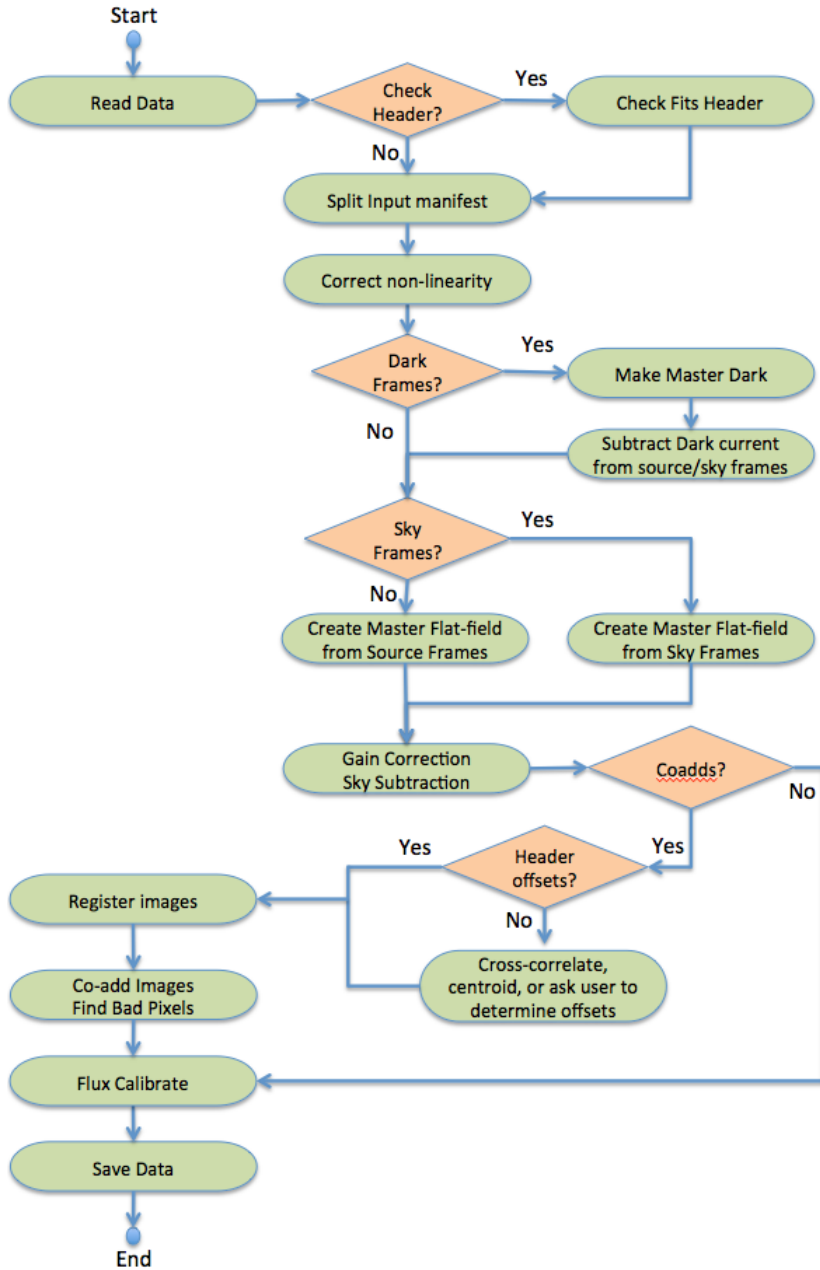 Start
Read Data
Check
Header?
Yes
Check Fits Header
No
Split Input manifest
Correct non-linearity
Dark
Frames?
Yes
Make Master Dark
No
Subtract Dark current
from source/sky frames
Sky
Frames?
Yes
No
Create Master Flat-field
from Source Frames
Create Master Flat-field
from Sky Frames
Gain Correction
Sky Subtraction
Coadds?
No
Yes
Header
offsets?
Yes
No
Register images
Cross-correlate,
centroid, or ask user to
determine offsets
Co-add Images
Find Bad Pixels
Flux Calibrate
Save Data
End